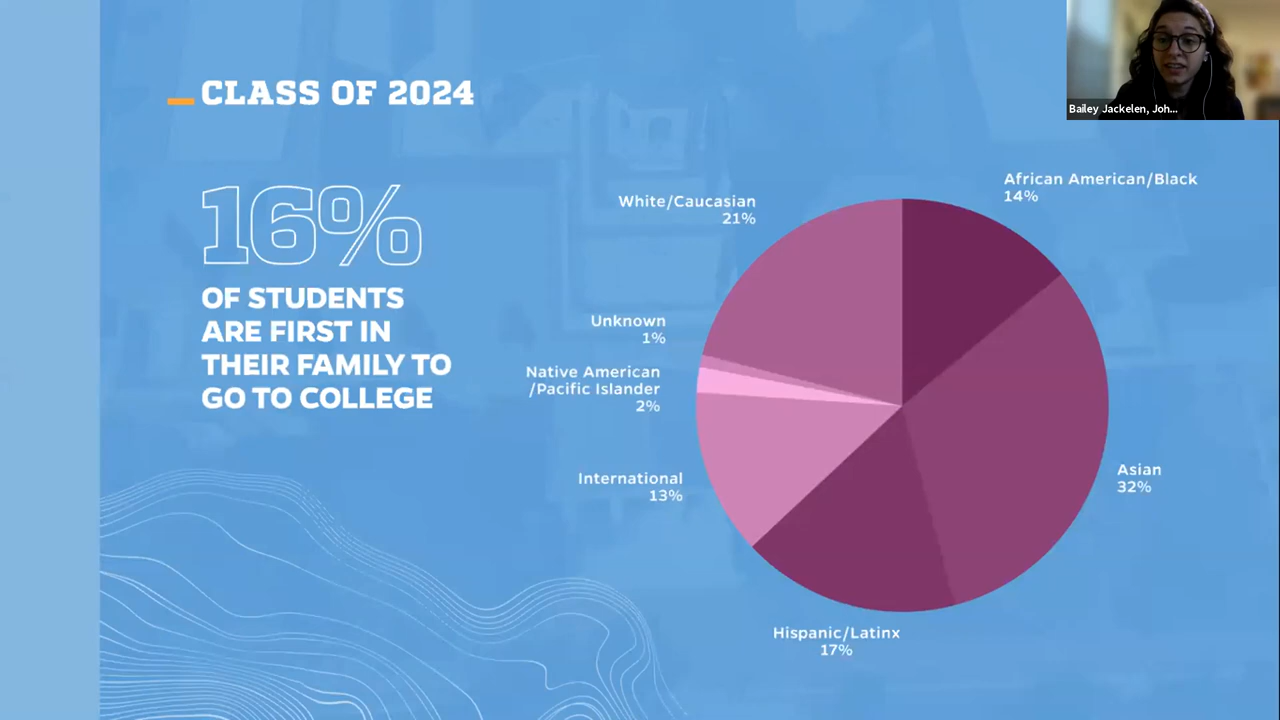 CLASS OF 2024
16%
OF STUDENTS
ARE FIRST IN
THEIR FAMILY TO
GO TO COLLEGE
African American/Black
14%
White/Caucasian
21%
Unknown
1%
Native American
/Pacific Islander
2%
International
13%
Asian
32%
Hispanic/Latinx
17%
Bailey Jackelen, Joh...